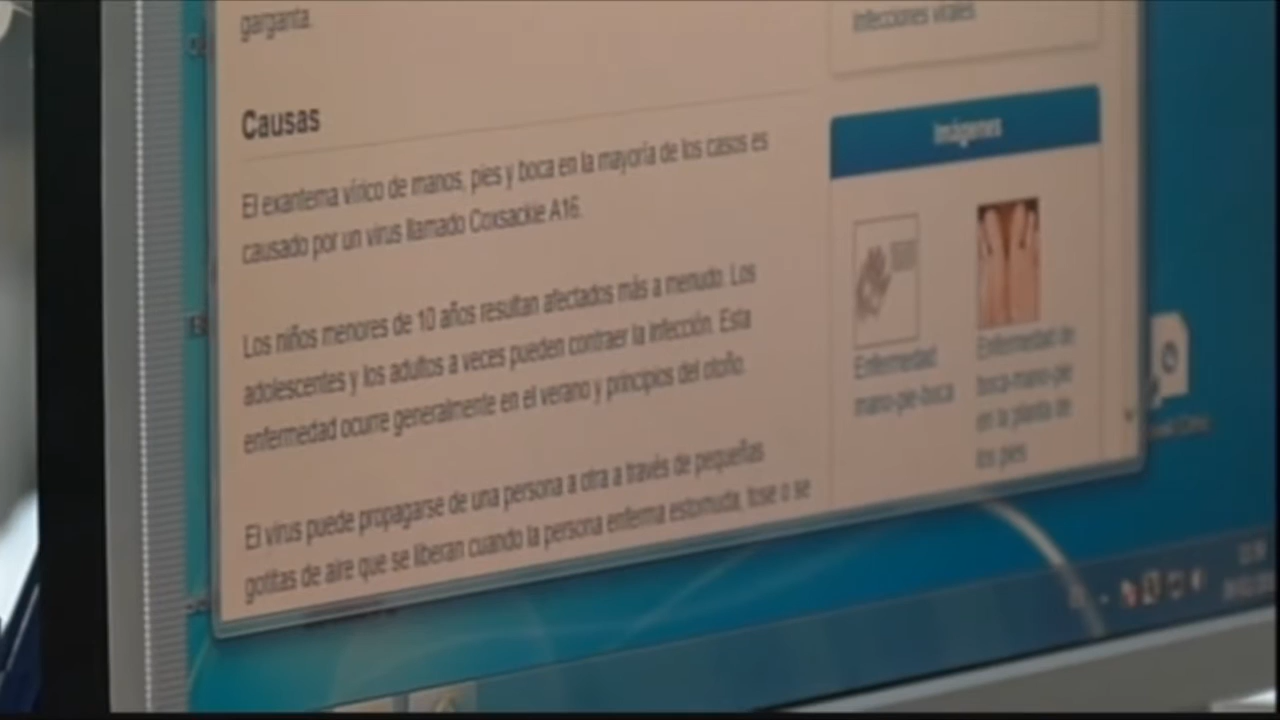 garganta.
Causas
El exantema vírico de manos, pies y boca en la mayoría de los casos es
causado por un virus llamado Coxsackie A16.
Los niños menores de 10 años resultan afectados más a menudo. Los
adolescentes y los adultos a veces pueden contraer la infección. Esta
enfermedad ocurre generalmente en el verano y principios del otoño.
El virus puede propagarse de una persona a otra a través de pequeñas
gotitas de aire que se liberan cuando la persona enferma estornuda, tose o se
infecciones virales
Imágenes
Enfermedad
mano-pie-boca
Enfermedad de
boca-mano-pie
en la planta de
los pies